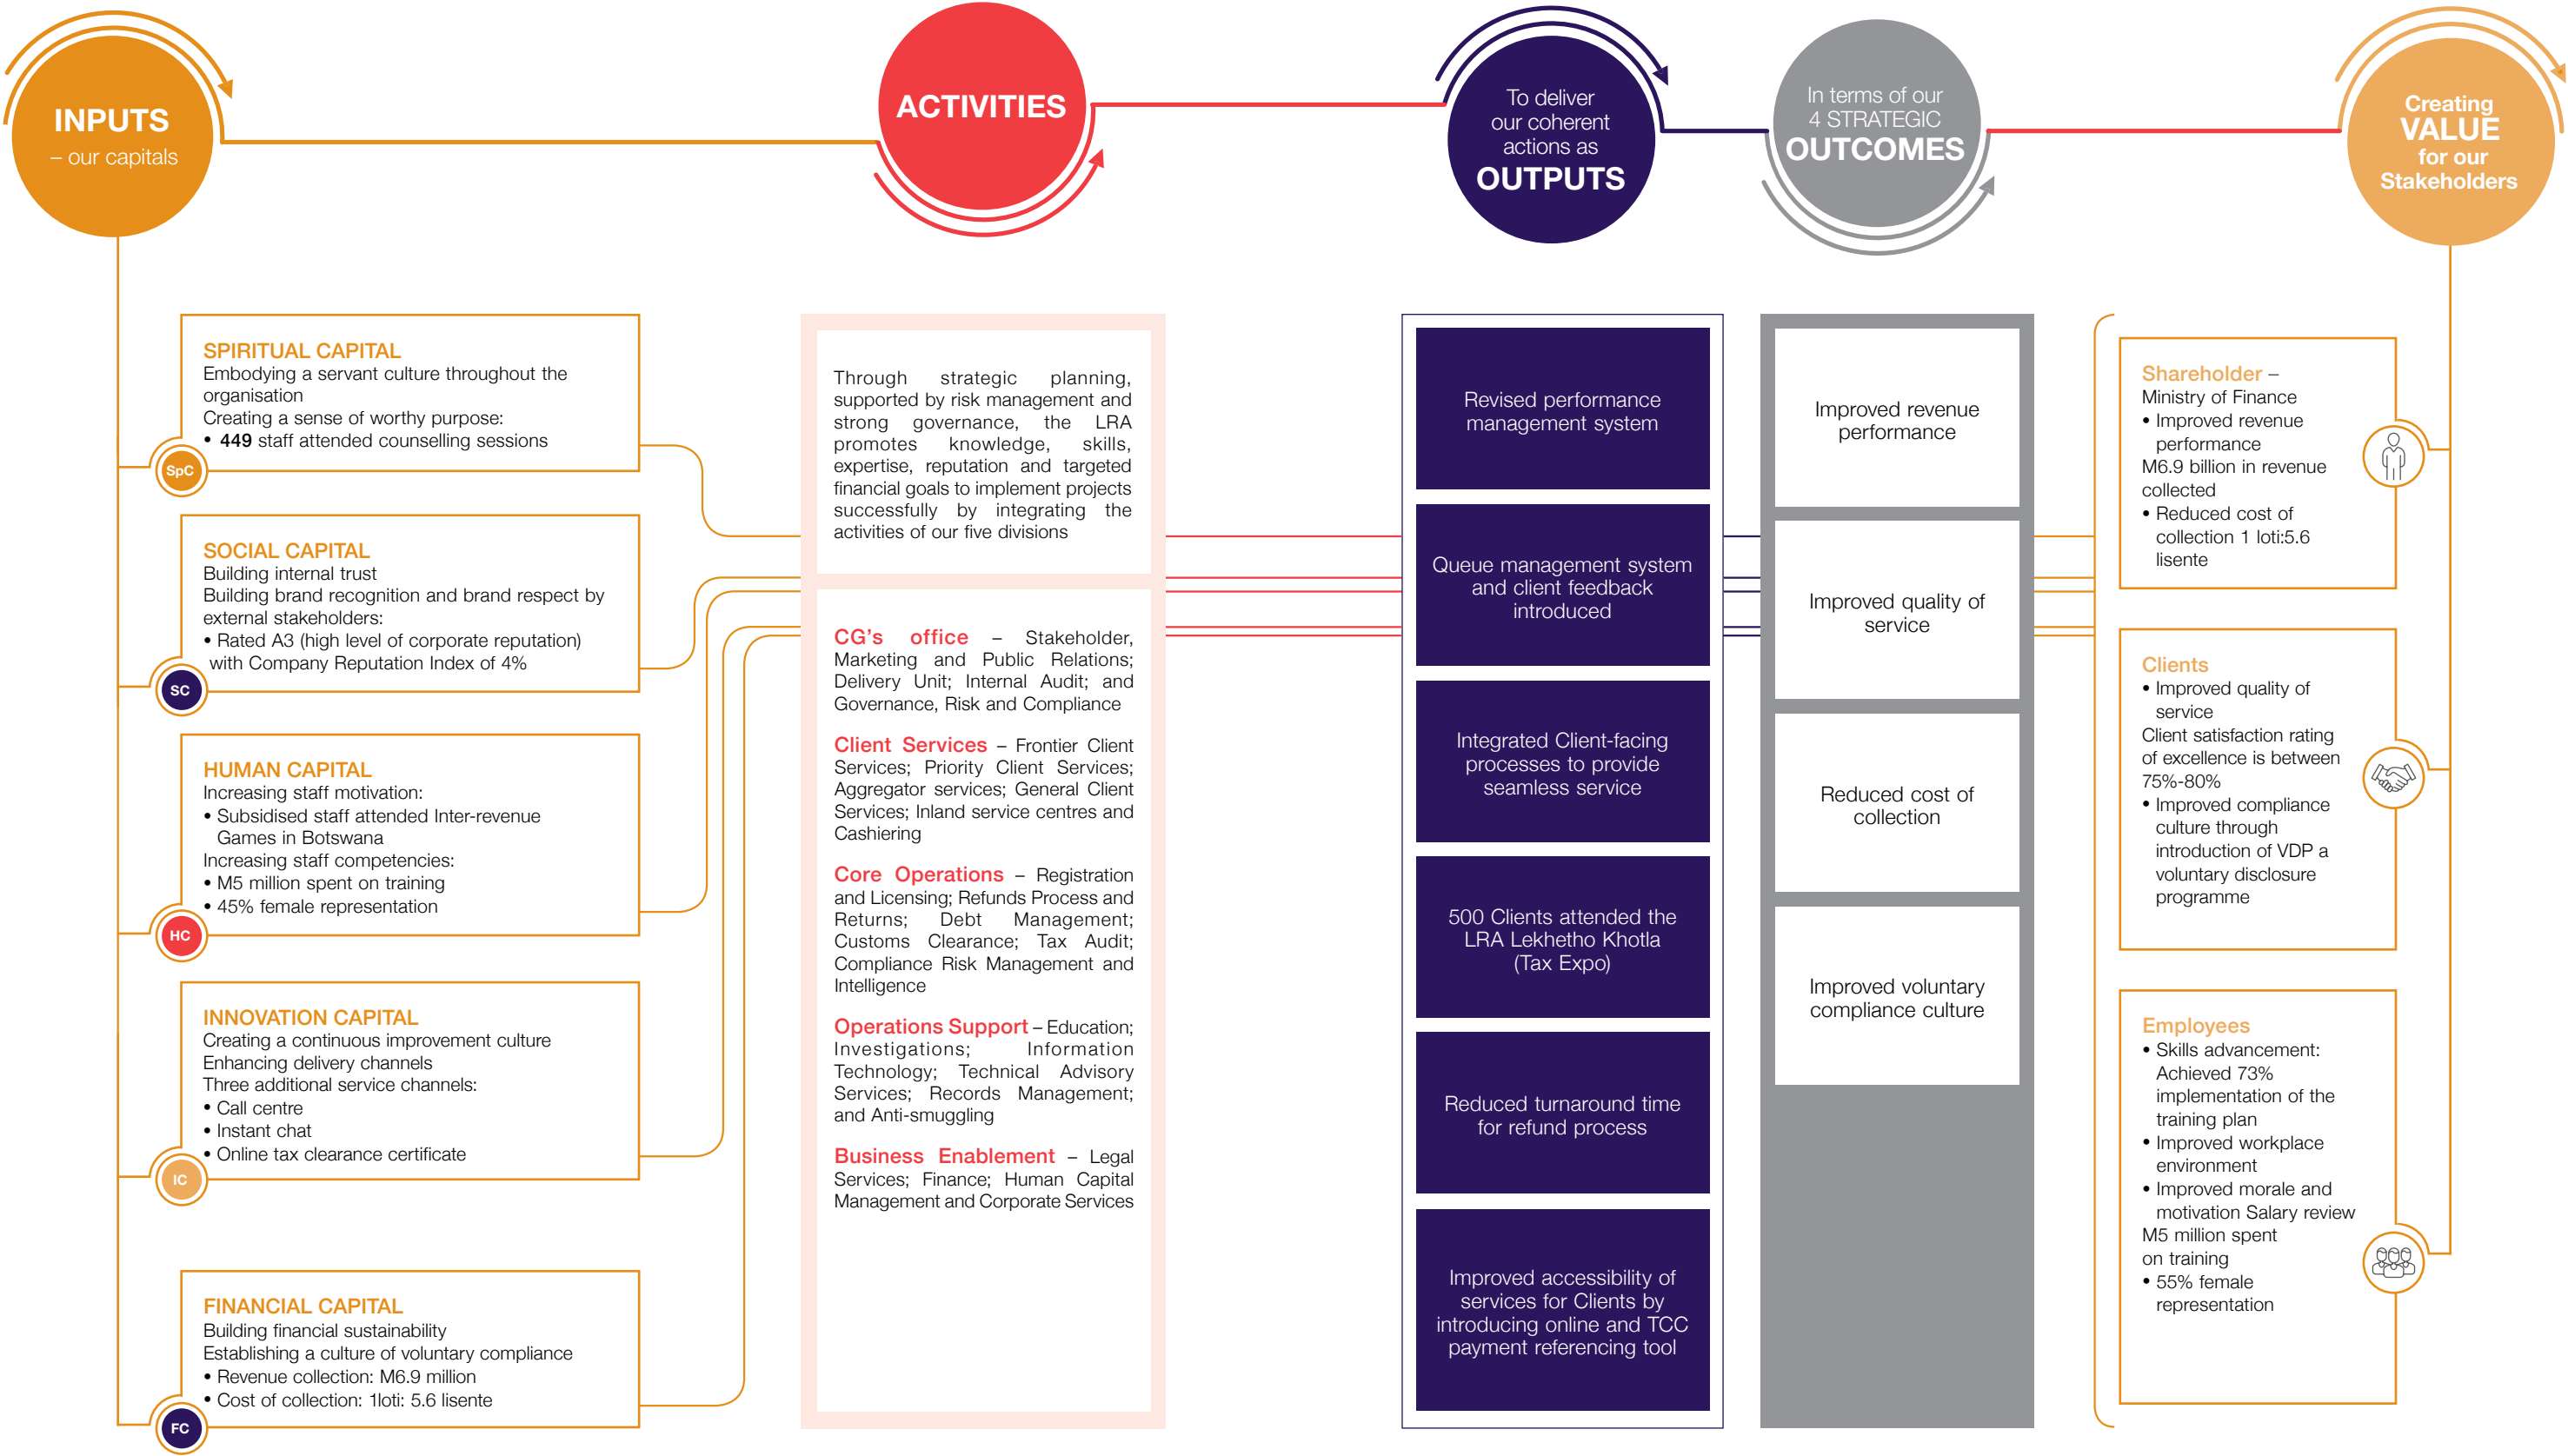 INPUTS
– our capitals
ACTIVITIES
To deliver
our coherent
actions as
OUTPUTS
In terms of our
4 STRATEGIC
OUTCOMES
Creating
VALUE
for our
Stakeholders
SPIRITUAL CAPITAL
Embodying a servant culture throughout the
organisation
Creating a sense of worthy purpose:
• 449 staff attended counselling sessions
SpC
SOCIAL CAPITAL
Building internal trust
Building brand recognition and brand respect by
external stakeholders:
• Rated A3 (high level of corporate reputation)
with Company Reputation Index of 4%
SC
HUMAN CAPITAL
Increasing staff motivation:
• Subsidised staff attended Inter-revenue
Games in Botswana
Increasing staff competencies:
• M5 million spent on training
• 45% female representation
HC
INNOVATION CAPITAL
Creating a continuous improvement culture
Enhancing delivery channels
Three additional service channels:
• Call centre
• Instant chat
• Online tax clearance certificate
IC
FINANCIAL CAPITAL
Building financial sustainability
Establishing a culture of voluntary compliance
• Revenue collection: M6.9 million
• Cost of collection: 1loti: 5.6 lisente
FC
Through strategic planning,
supported by risk management and
strong governance, the LRA
promotes knowledge, skills,
expertise, reputation and targeted
financial goals to implement projects
successfully by integrating the
activities of our five divisions
CG's office – Stakeholder,
Marketing and Public Relations;
Delivery Unit; Internal Audit; and
Governance, Risk and Compliance
Client Services – Frontier Client
Services; Priority Client Services;
Aggregator services; General Client
Services; Inland service centres and
Cashiering
Core Operations – Registration
and Licensing; Refunds Process and
Returns; Debt Management;
Customs Clearance; Tax Audit;
Compliance Risk Management and
Intelligence
Operations Support – Education;
Investigations; Information
Technology; Technical Advisory
Services; Records Management;
and Anti-smuggling
Business Enablement – Legal
Services; Finance; Human Capital
Management and Corporate Services
Revised performance
management system
Queue management system
and client feedback
introduced
Integrated Client-facing
processes to provide
seamless service
500 Clients attended the
LRA Lekhetho Khotla
(Tax Expo)
Reduced turnaround time
for refund process
Improved accessibility of
services for Clients by
introducing online and TCC
payment referencing tool
Improved revenue
performance
Improved quality of
service
Reduced cost of
collection
Improved voluntary
compliance culture
Shareholder –
Ministry of Finance
• Improved revenue
performance
M6.9 billion in revenue
collected
• Reduced cost of
collection 1 loti:5.6
lisente
Clients
• Improved quality of
service
Client satisfaction rating
of excellence is between
75%-80%
• Improved compliance
culture through
introduction of VDP a
voluntary disclosure
programme
Employees
• Skills advancement:
Achieved 73%
implementation of the
training plan
• Improved workplace
environment
• Improved morale and
motivation Salary review
M5 million spent
on training
• 55% female
representation